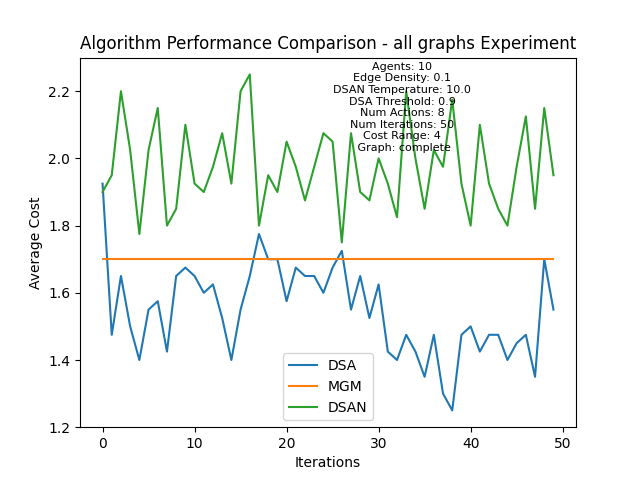 Algorithm Performance Comparison - all graphs Experiment
Agents: 10
Edge Density: 0.1
DSAN Temperature: 10.0
DSA Threshold: 0.9
Num Actions: 8
Num Iterations: 50
Cost Range: 4
Graph: complete
Average Cost
2.2
2.0
1.8
1.6
1.4
1.2
DSA
MGM
DSAN
0 10 20 30 40 50
Iterations